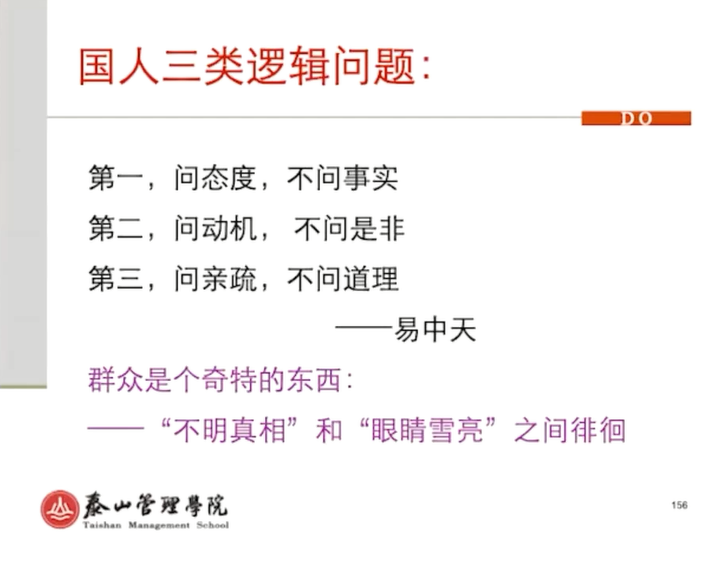 国人三类逻辑问题：
DO
第一，问态度，不问事实
第二，问动机， 不问是非
第三，问亲疏，不问道理
——易中天
群众是个奇特的东西：
——“不明真相”和“眼睛雪亮”之间徘徊
泰山管理學院
Taishan Management School
156